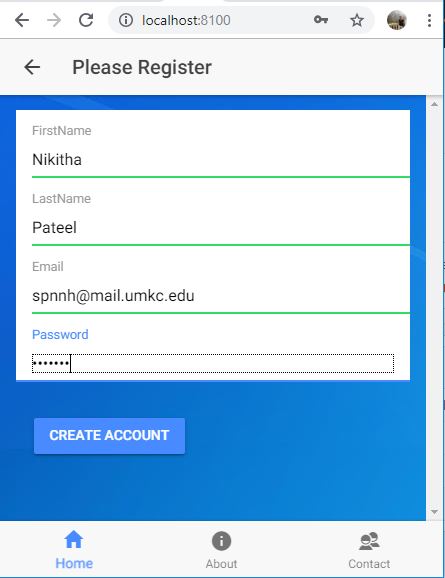 localhost:8100
Please Register
FirstName
Nikitha
LastName
Pateel
Email
spnnh@mail.umkc.edu
Password
•••••••
CREATE ACCOUNT
Home About Contact